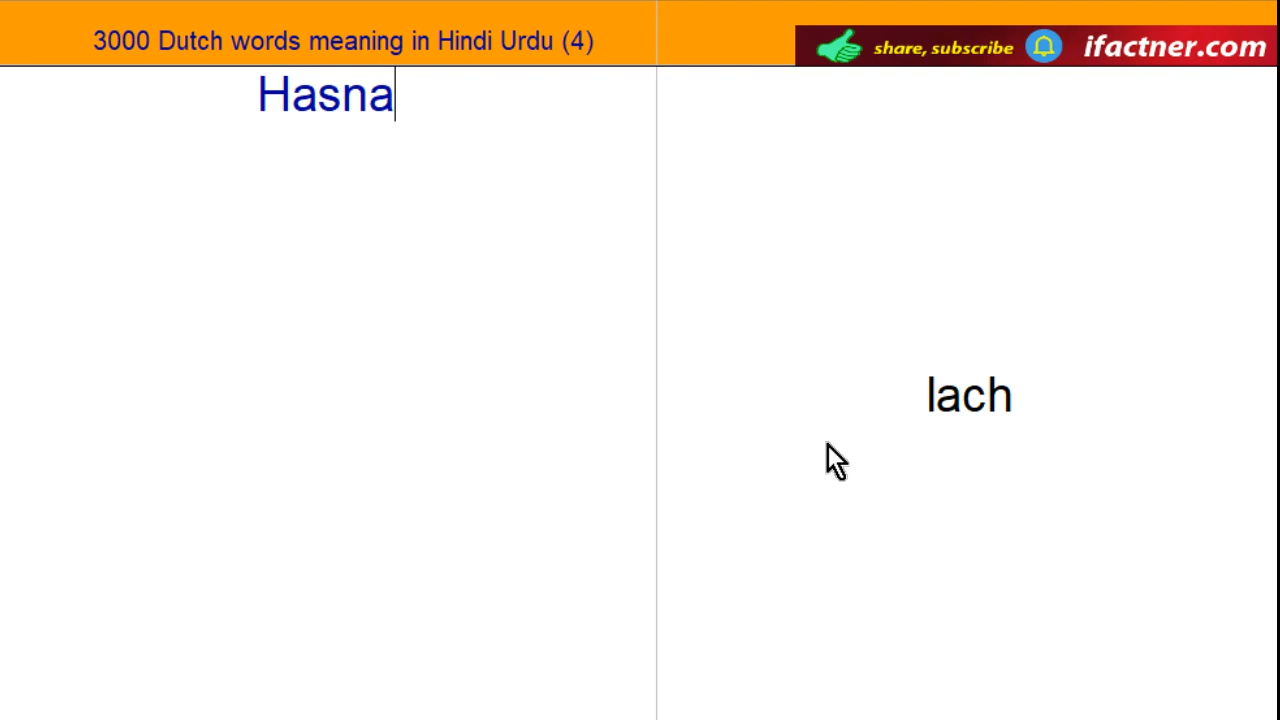 3000 Dutch words meaning in Hindi Urdu (4)
share, subscribe
ifactner.com
Hasna
lach